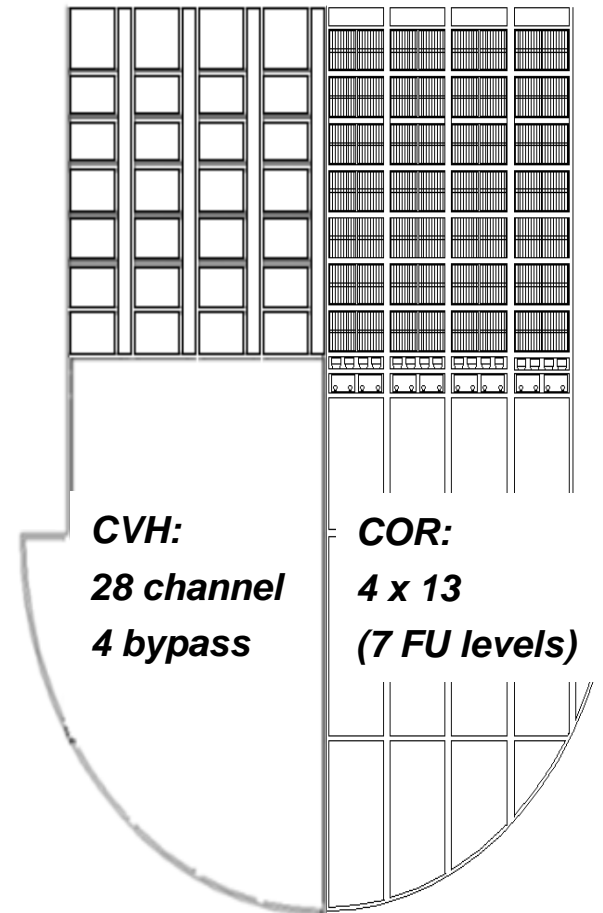 CVH:
28 channel
4 bypass
COR:
4 x 13
(7 FU levels)